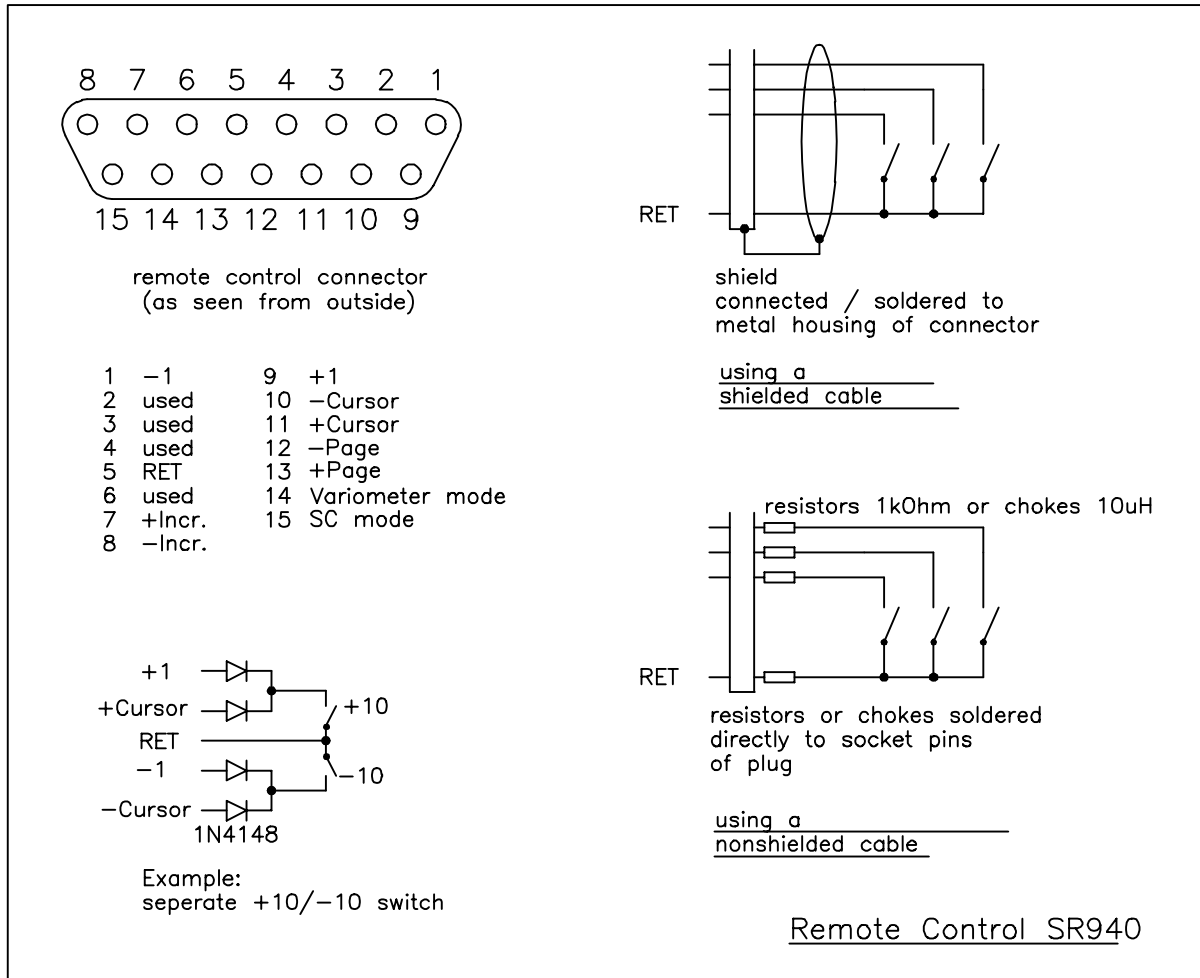 8 7 6 5 4 3 2 1
15 14 13 12 11 10 9
remote control connector
(as seen from outside)
1 -1
2 used
3 used
4 used
5 RET
6 used
7 +Incr.
8 -Incr.
9 +1
10 -Cursor
11 +Cursor
12 -Page
13 +Page
14 Variometer mode
15 SC mode
+1
+Cursor
RET
-1
-Cursor
+10
-10
1N4148
Example:
seperate +10/-10 switch
RET
shield
connected / soldered to
metal housing of connector
using a
shielded cable
resistors 1kOhm or chokes 10uH
RET
resistors or chokes soldered
directly to socket pins
of plug
using a
nonshielded cable
Remote Control SR940